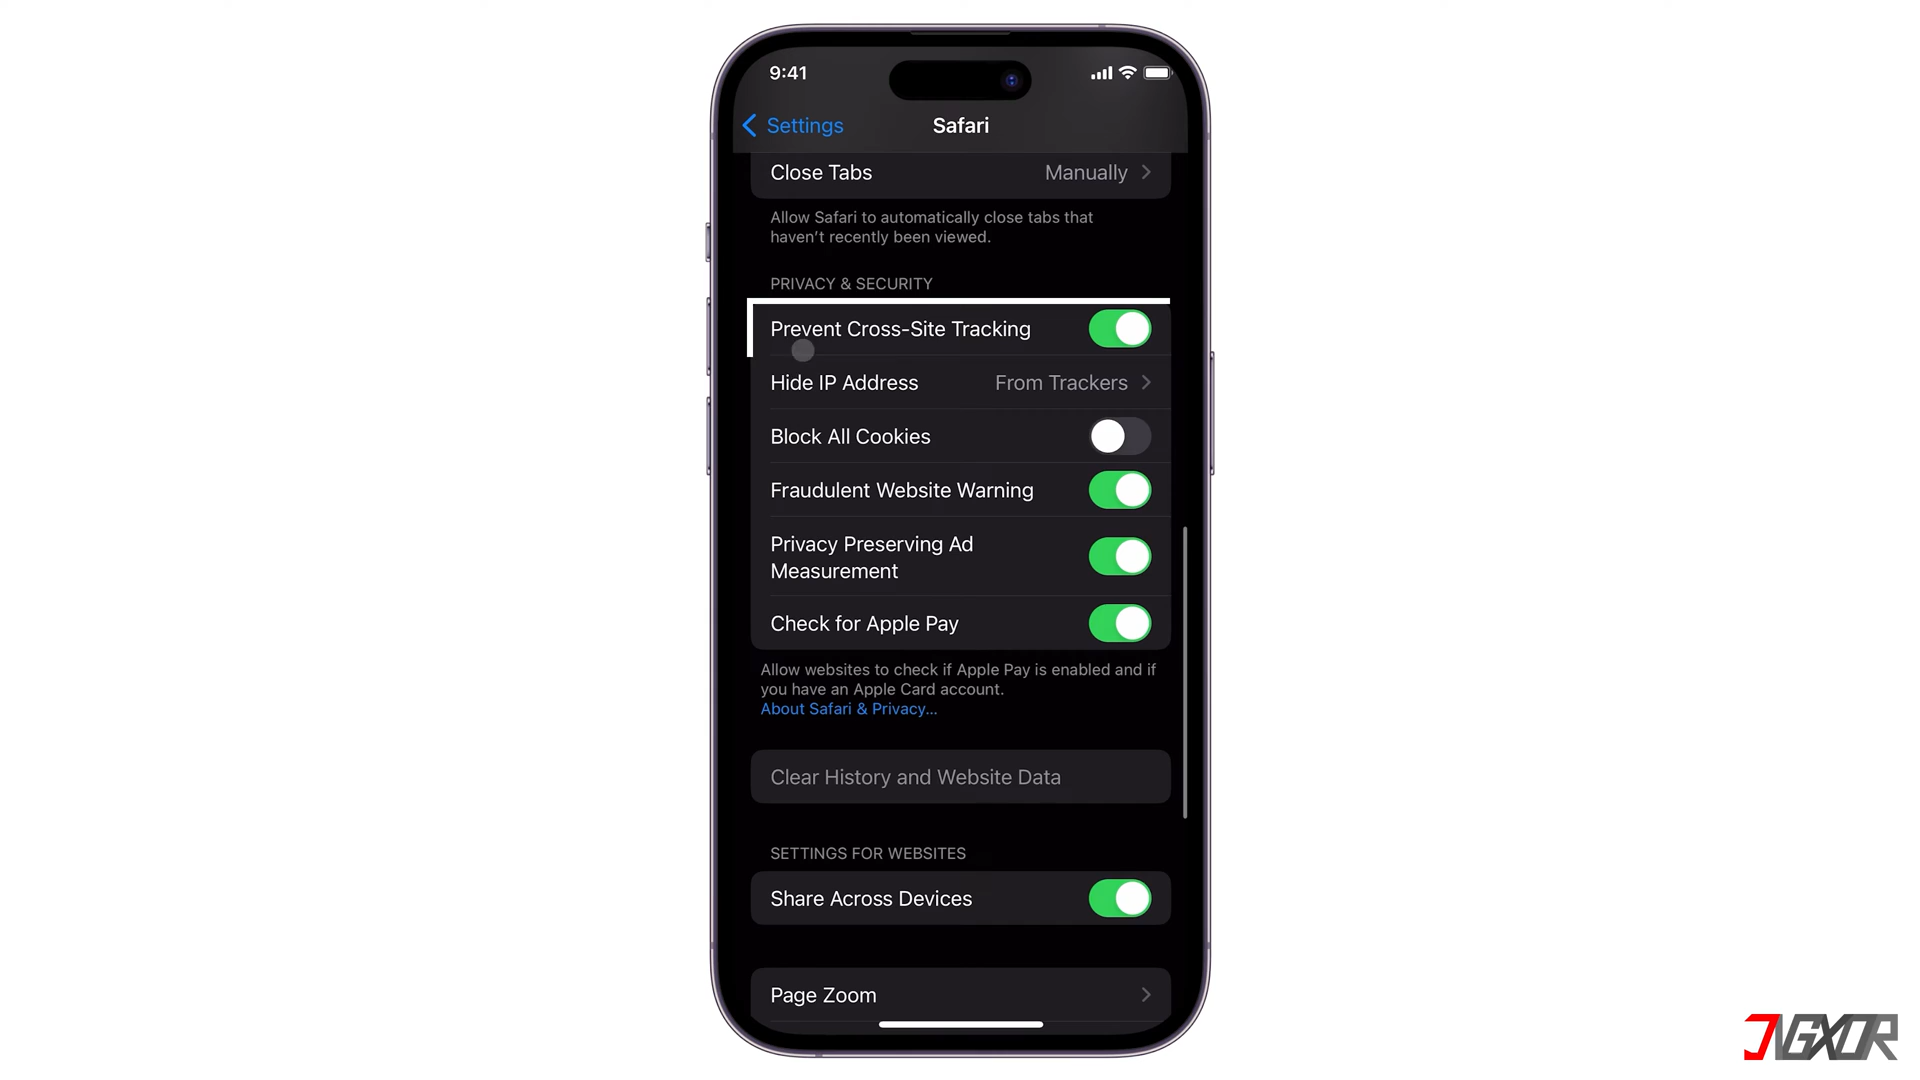 9:41
Settings
Safari
Close Tabs Manually
Allow Safari to automatically close tabs that
haven't recently been viewed.
PRIVACY & SECURITY
Prevent Cross-Site Tracking
Hide IP Address From Trackers
Block All Cookies
Fraudulent Website Warning
Privacy Preserving Ad
Measurement
Check for Apple Pay
Allow websites to check if Apple Pay is enabled and if
you have an Apple Card account.
About Safari & Privacy...
Clear History and Website Data
SETTINGS FOR WEBSITES
Share Across Devices
Page Zoom
JVGXOR